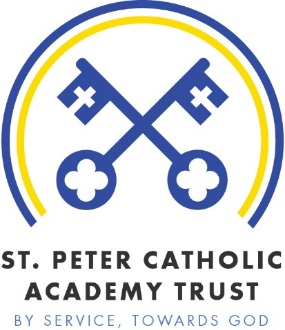 ST. PETER CATHOLIC
ACADEMY TRUST
BY SERVICE, TOWARDS GOD